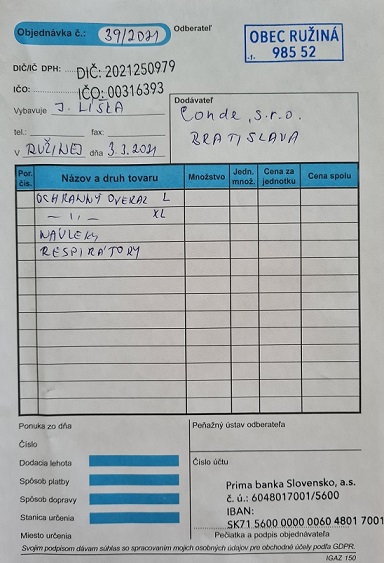 Objednávka č.: 39/2021
Odberateľ
OBEC RUŽINÁ
985 52
.1.
DIČ/IČ DPH: DIČ: 2021250979
IČO: IČO: 00316393
Vybavuje J. LIŠKA
tel.: fax:
V RUŽINEJ dňa 3.3.2021
Dodávateľ
Conde, s.r.o.
BRATISLAVA
Por. čís. Názov a druh tovaru Množstvo Jedn. množ. Cena za jednotku Cena spolu
OCHRANNÝ OVERAL L
— 11 — XL
NÁVLEKY
RESPIRÁTORY
Ponuka zo dňa
Číslo
Dodacia lehota
Spôsob platby
Spôsob dopravy
Stanica určenia
Miesto určenia
Peňažný ústav odberateľa
Číslo účtu
Prima banka Slovensko, a.s.
č. ú.: 6048017001/5600
IBAN:
SK71 5600 0000 0060 4801 7001
Pečiatka a podpis objednávateľa
Svojím podpisom dávam súhlas so spracovaním mojich osobných údajov pre obchodné účely podľa GDPR.
IGAZ 150